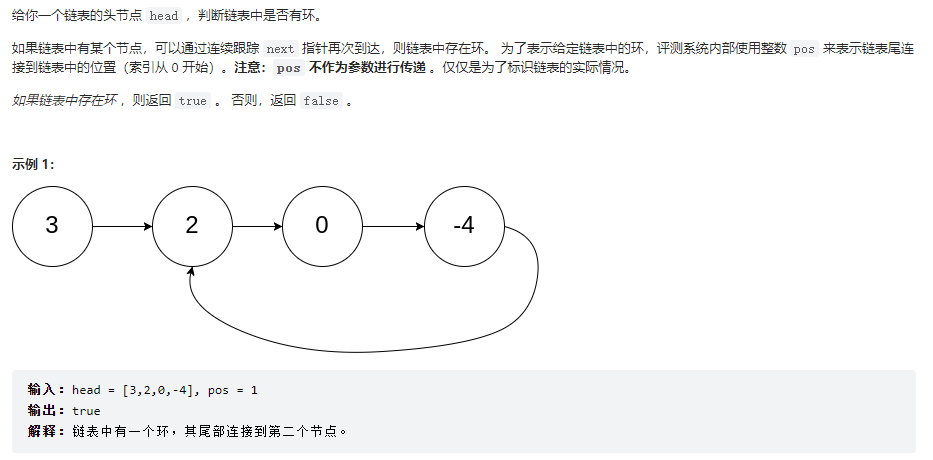 给你一个链表的头节点 head ，判断链表中是否有环。
如果链表中有某个节点，可以通过连续跟踪 next 指针再次到达，则链表中存在环。 为了表示给定链表中的环，评测系统内部使用整数 pos 来表示链表尾连
接到链表中的位置（索引从 0 开始）。注意：pos 不作为参数进行传递 。仅仅是为了标识链表的实际情况。
如果链表中存在环 ，则返回 true 。 否则，返回 false 。
示例 1：
3 2 0 -4
输入：head = [3,2,0,-4], pos = 1
输出：true
解释：链表中有一个环，其尾部连接到第二个节点。